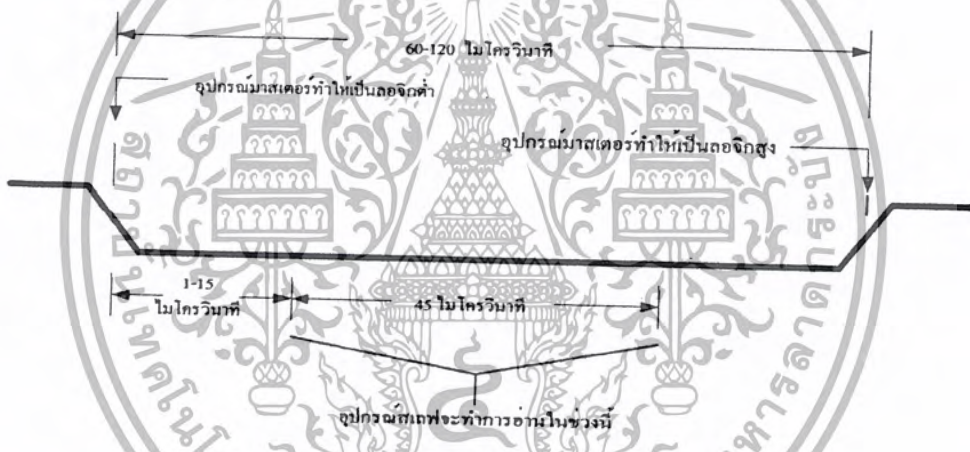 60-120 ไมโครวินาที
อุปกรณ์มาสเตอร์ทำให้เป็นลอจิกต่ำ
อุปกรณ์มาสเตอร์ทำให้เป็นลอจิกสูง
1-15
ไมโครวินาที
45 ไมโครวินาที
อุปกรณ์สเลฟจะทำการอ่านในช่วงนี้